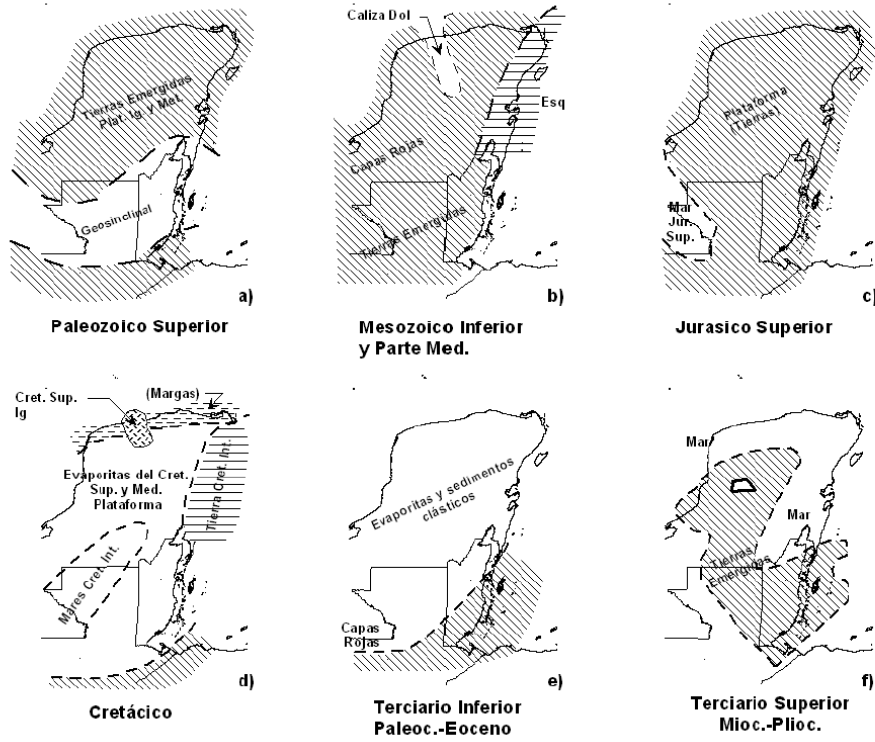 Tierras Emergidas
Plat. Ig. y Met.
Geosinclinal
a)
Paleozoico Superior
Caliza Dol
Esq
Capas Rojas
Tierras Emergidas
b)
Mesozoico Inferior
y Parte Med.
Plataforma
(Tierras)
Mar
Jur.
Sup.
c)
Jurasico Superior
Cret. Sup.
Ig
(Margas)
Evaporitas del Cret.
Sup. y Med.
Plataforma
Tierra Cret. Int.
Mares Cret. Int.
d)
Cretácico
Evaporitas y sedimentos
clásticos
Capas
Rojas
e)
Terciario Inferior
Paleoc.-Eoceno
Mar
Mar
Tierras
Emergidas
f)
Terciario Superior
Mioc.-Plioc.